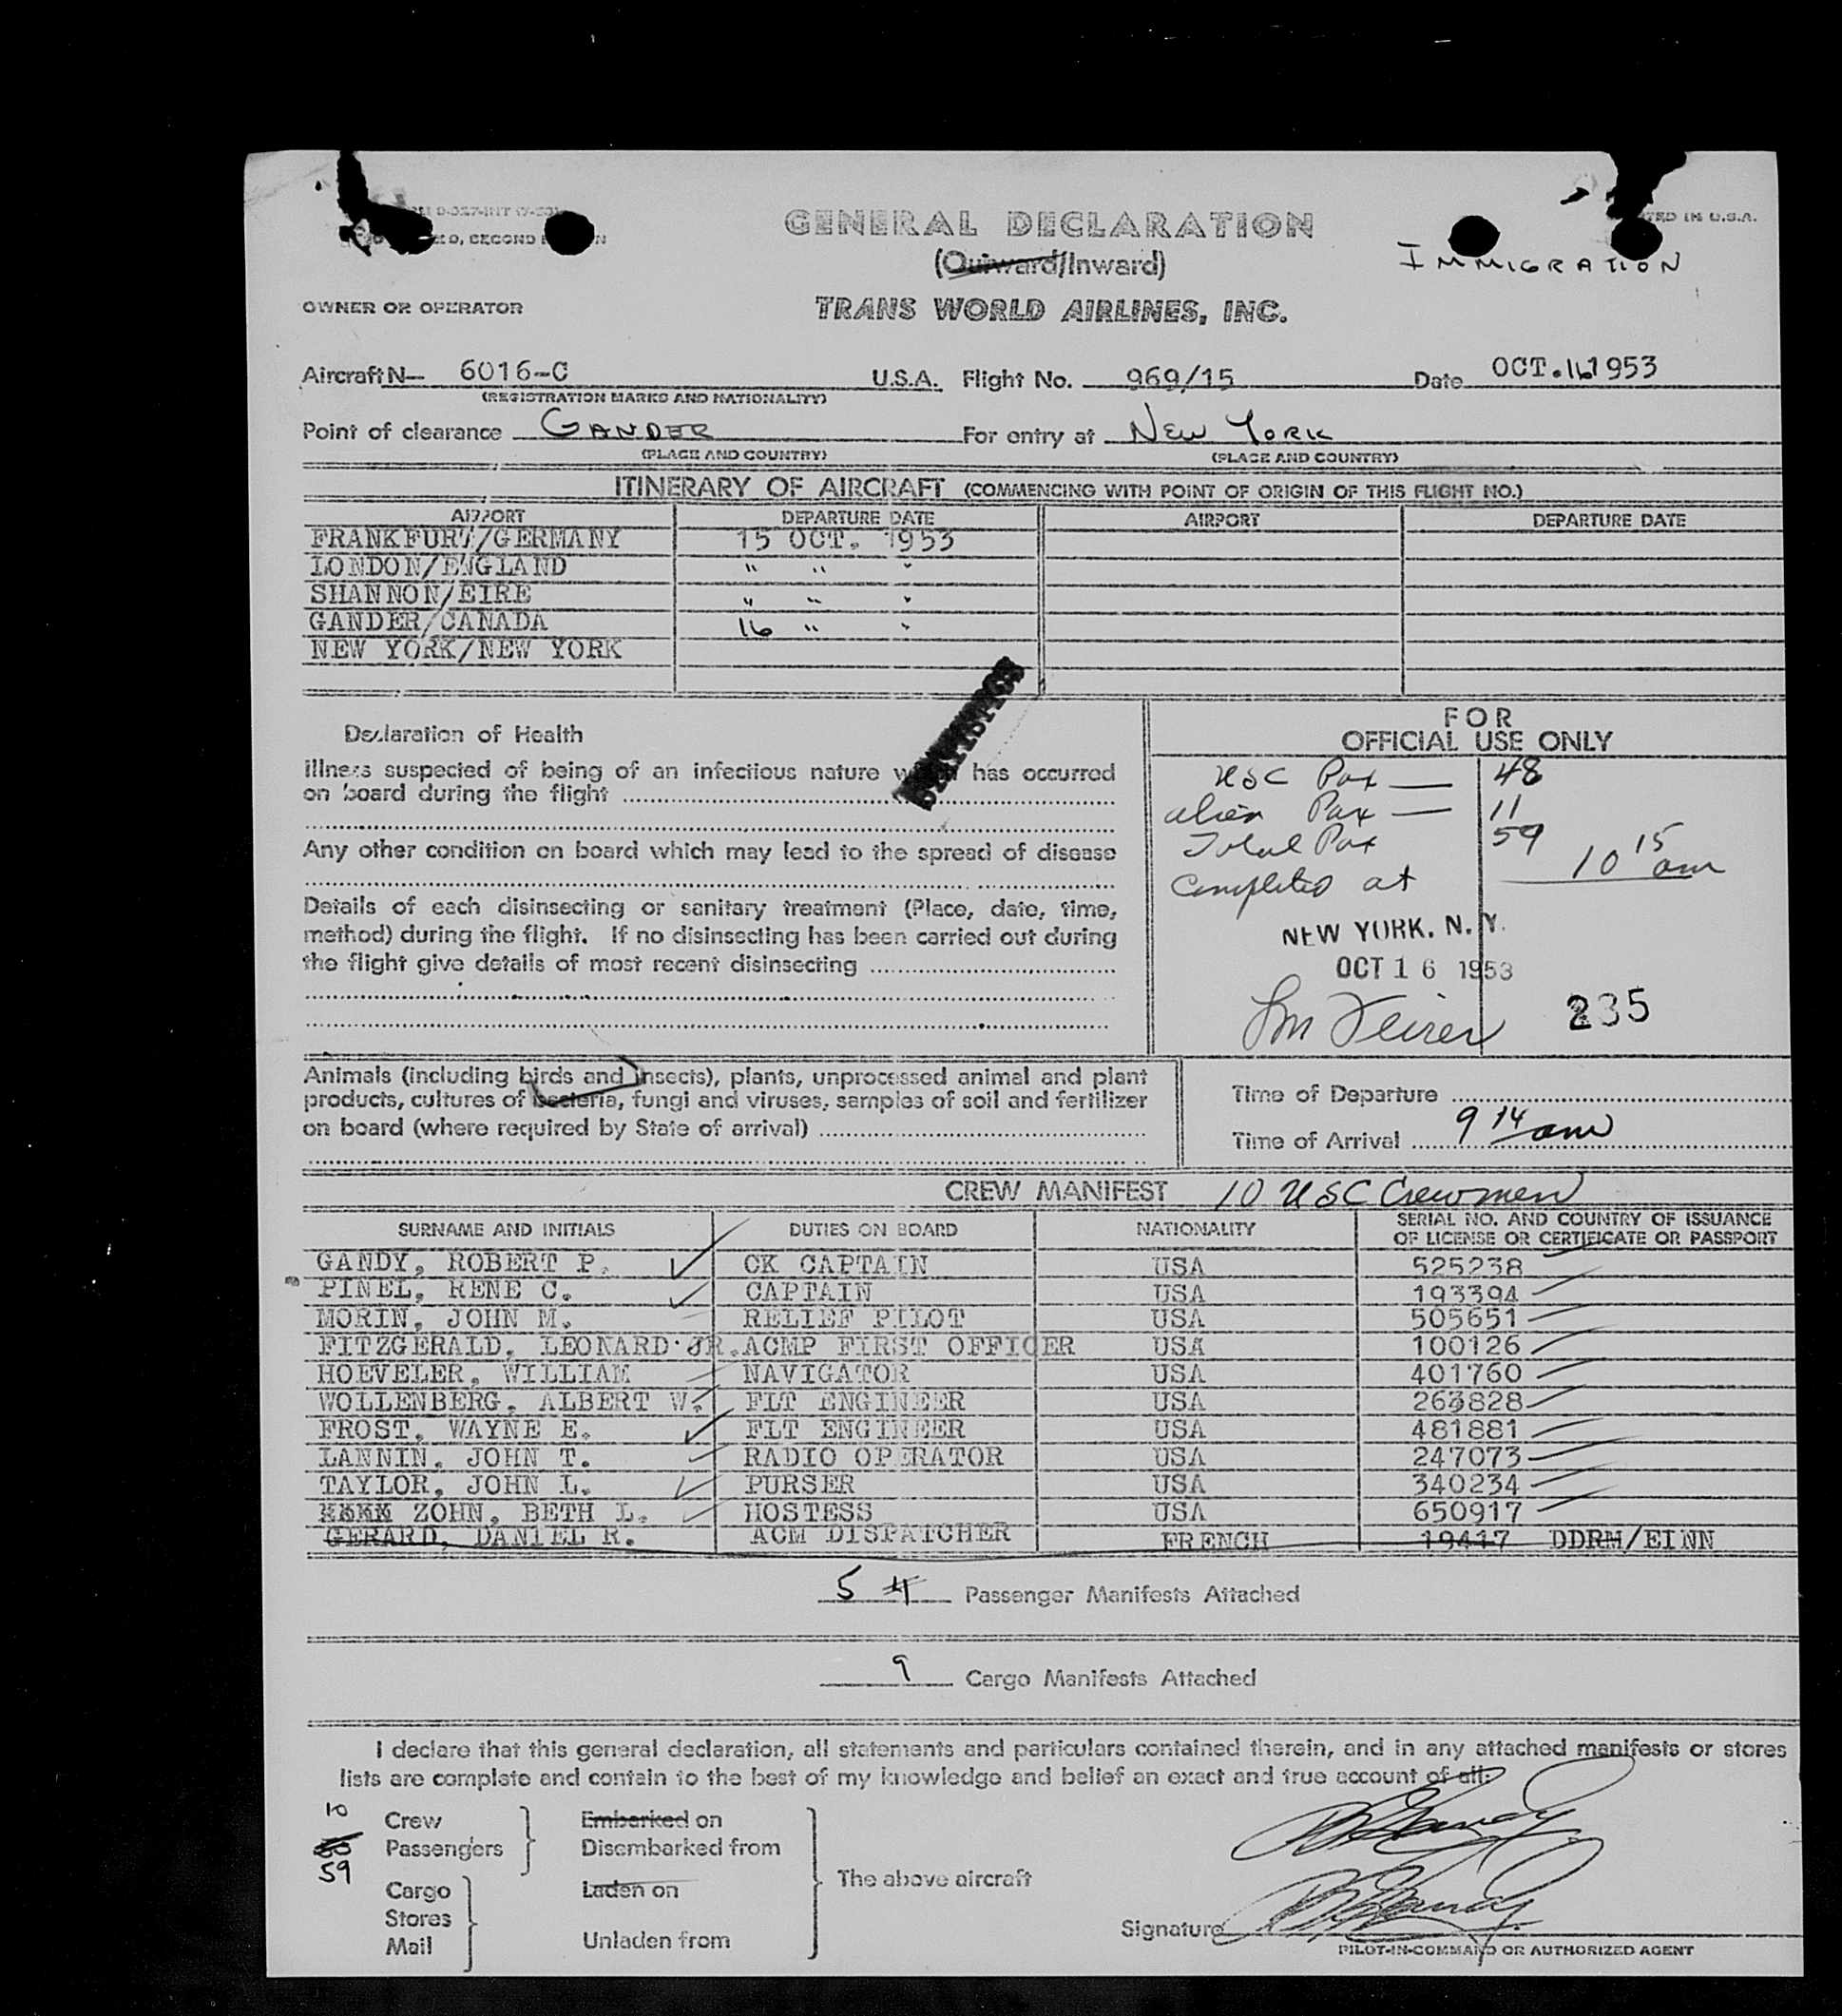 GENERAL DECLARATION
(Outward/Inward)
IMMIGRATION
OWNER OR OPERATOR
TRANS WORLD AIRLINES, INC.
Aircraft N— 6016-C U.S.A. Flight No. 969/15 Date OCT. 16 1953
(REGISTRATION MARKS AND NATIONALITY)
Point of clearance GANDER For entry at NEW YORK
(PLACE AND COUNTRY) (PLACE AND COUNTRY)
ITINERARY OF AIRCRAFT (COMMENCING WITH POINT OF ORIGIN OF THIS FLIGHT NO.)
AIRPORT DEPARTURE DATE AIRPORT DEPARTURE DATE
FRANKFURT/GERMANY 15 OCT. 1953
LONDON/ENGLAND " " "
SHANNON/EIRE " " "
GANDER/CANADA 16 " "
NEW YORK/NEW YORK
STATISTICS
Declaration of Health
Illness suspected of being of an infectious nature which has occurred
on board during the flight
Any other condition on board which may lead to the spread of disease
Details of each disinsecting or sanitary treatment (Place, date, time,
method) during the flight. If no disinsecting has been carried out during
the flight give details of most recent disinsecting
FOR
OFFICIAL USE ONLY
USC Pax — 48
alien Pax — 11
Total Pax 59
Completed at 10 15 am
NEW YORK, N. Y.
OCT 16 1953
235
Animals (including birds and insects), plants, unprocessed animal and plant
products, cultures of bacteria, fungi and viruses, samples of soil and fertilizer
on board (where required by State of arrival)
Time of Departure
Time of Arrival 9 14 am
CREW MANIFEST 10 USC Crewmen
SURNAME AND INITIALS DUTIES ON BOARD NATIONALITY SERIAL NO. AND COUNTRY OF ISSUANCE
OF LICENSE OR CERTIFICATE OR PASSPORT
GANDY, ROBERT P. CK CAPTAIN USA 525238
PINEL, RENE C. CAPTAIN USA 193394
MORIN, JOHN M. RELIEF PILOT USA 505651
FITZGERALD, LEONARD JR. ACMP FIRST OFFICER USA 100126
HOEVELER, WILLIAM NAVIGATOR USA 401760
WOLLENBERG, ALBERT W. FLT ENGINEER USA 263828
FROST, WAYNE E. FLT ENGINEER USA 481881
LANNIN, JOHN T. RADIO OPERATOR USA 247073
TAYLOR, JOHN L. PURSER USA 340234
ZOHN, BETH L. HOSTESS USA 650917
GERARD, DANIEL R. ACM DISPATCHER FRENCH 19417 DDRM/EINN
5 4 Passenger Manifests Attached
9 Cargo Manifests Attached
I declare that this general declaration, all statements and particulars contained therein, and in any attached manifests or stores
lists are complete and contain to the best of my knowledge and belief an exact and true account of all:
10 Crew
Passengers
59
Embarked on
Disembarked from
Cargo
Stores
Mail
Laden on
Unladen from
The above aircraft
Signature
PILOT-IN-COMMAND OR AUTHORIZED AGENT